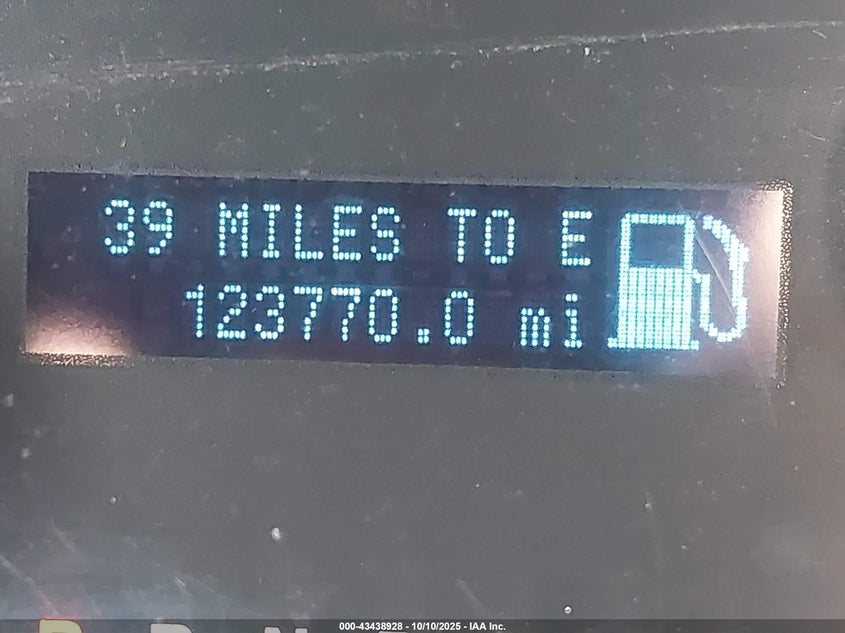 39 MILES TO E
123770.0 mi
000-43438928 - 10/10/2025 - IAA Inc.